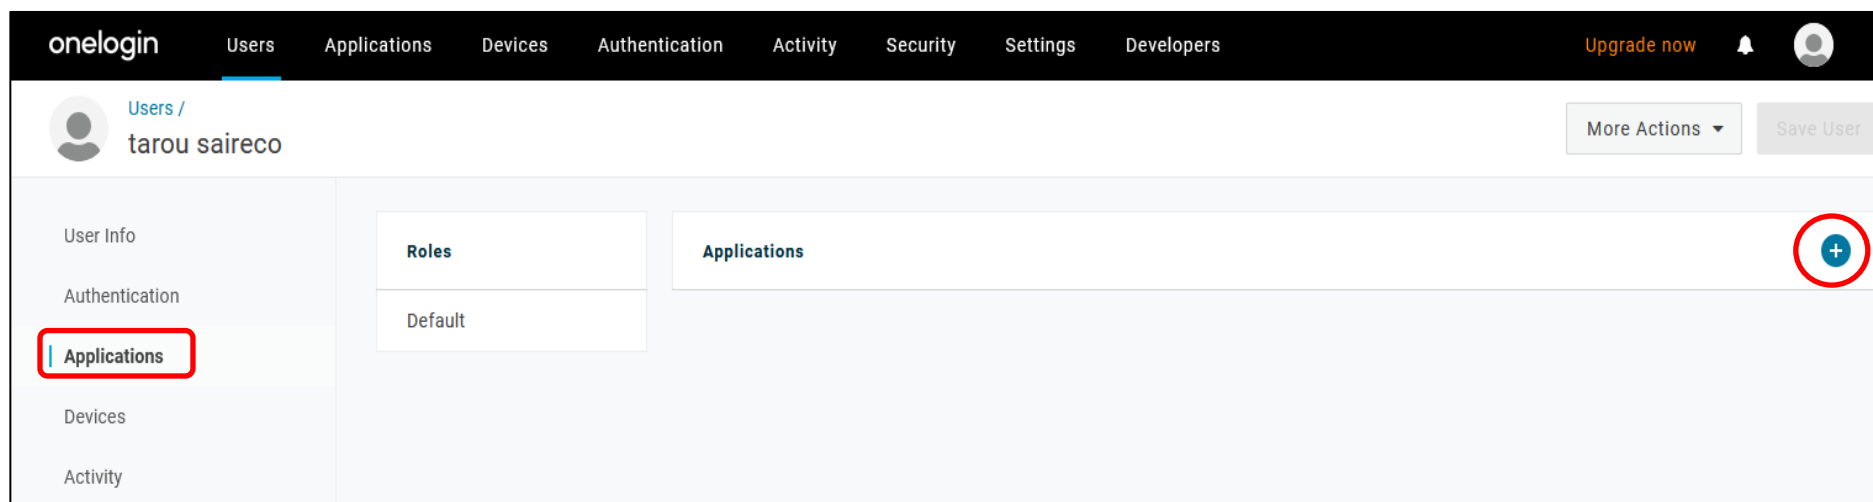 onelogin Users Applications Devices Authentication Activity Security Settings Developers Upgrade now
Users /
tarou saireco
More Actions Save User
User Info
Authentication
Applications
Devices
Activity
Roles
Default
Applications